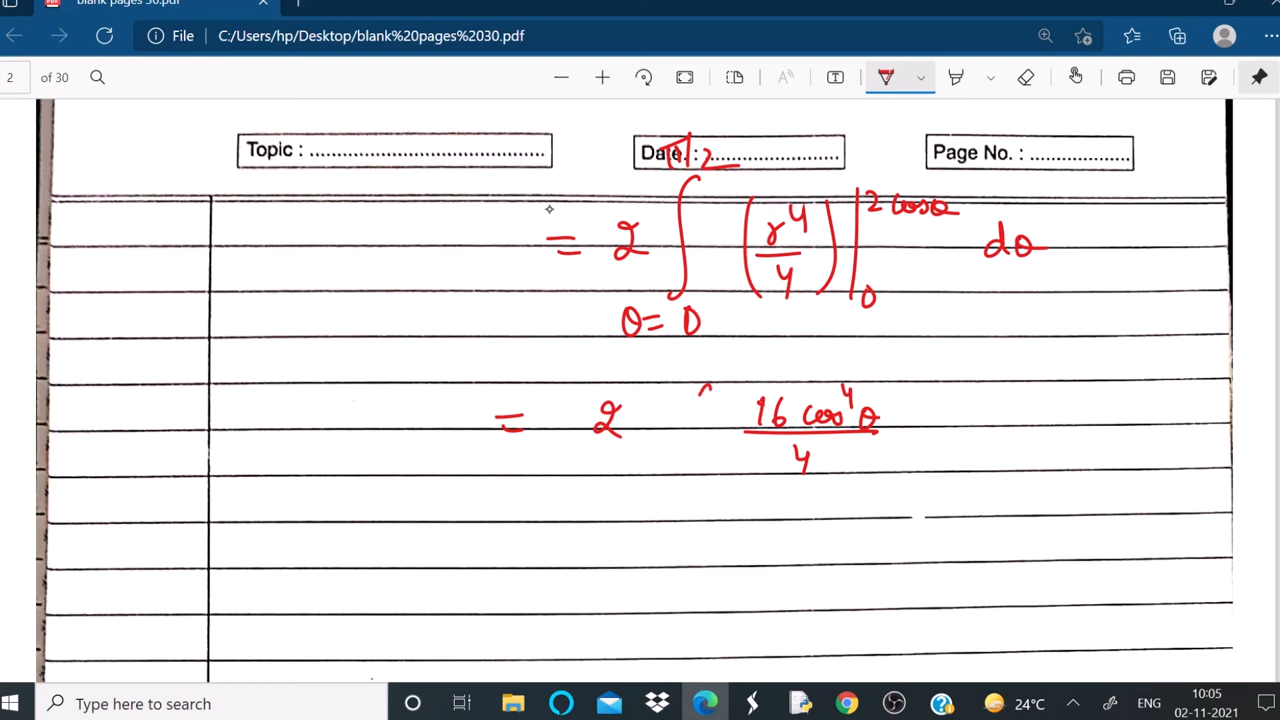 blank pages 30.pdf
File C:/Users/hp/Desktop/blank%20pages%2030.pdf
2 of 30
Topic : ............................................ Date. : ......................... Page No. : ...................
π/2
= 2 ∫ (r⁴/4) |₀^{2 cosθ} dθ
θ = 0
= 2 16 cos⁴θ / 4
Type here to search 24°C ENG 10:05
02-11-2021